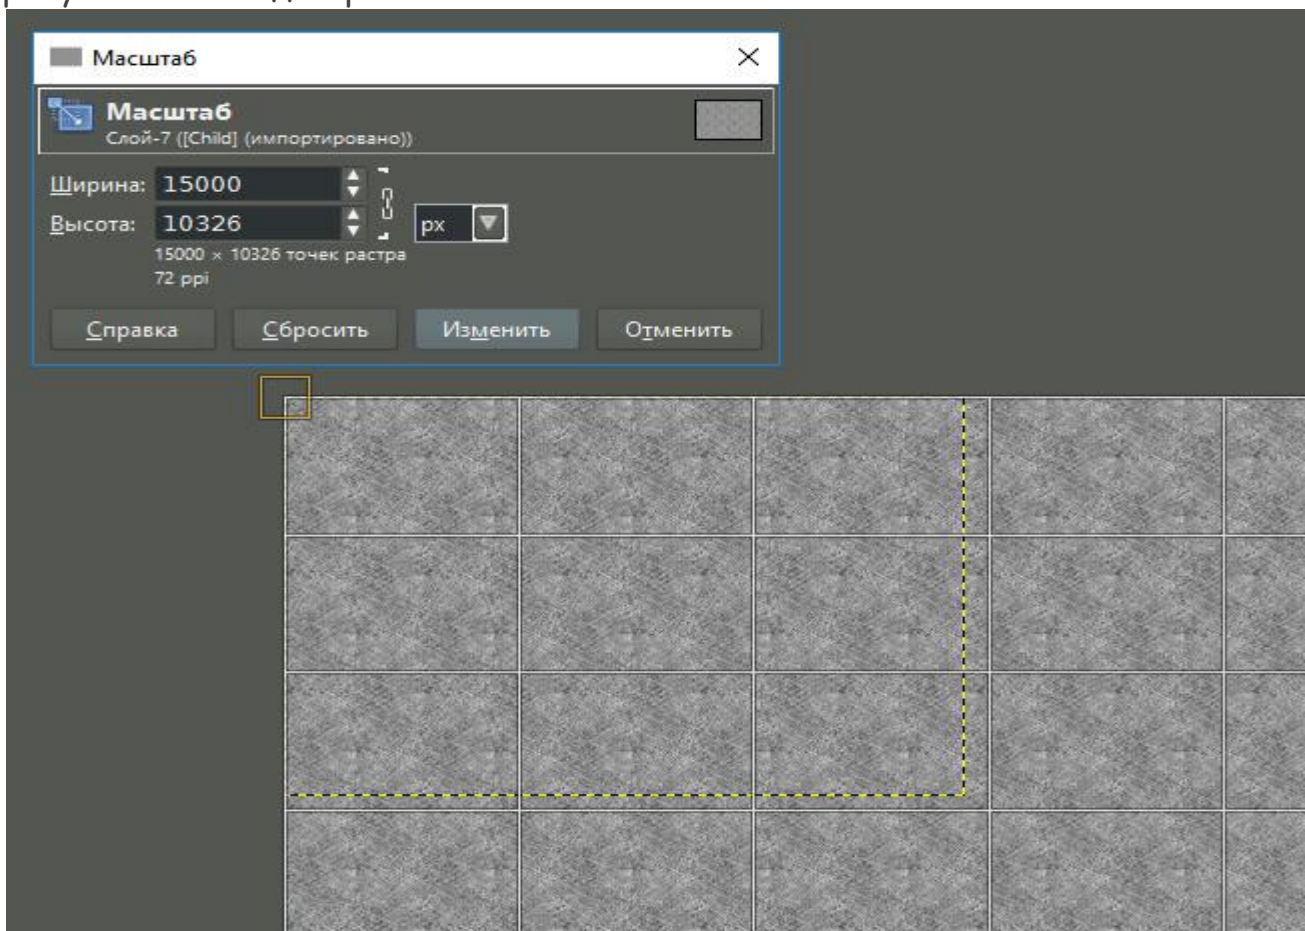 Масштаб
Масштаб
Слой-7 ([Child] (импортировано))
Ширина: 15000
Высота: 10326 px
15000 × 10326 точек растра
72 ppi
Справка Сбросить Изменить Отменить